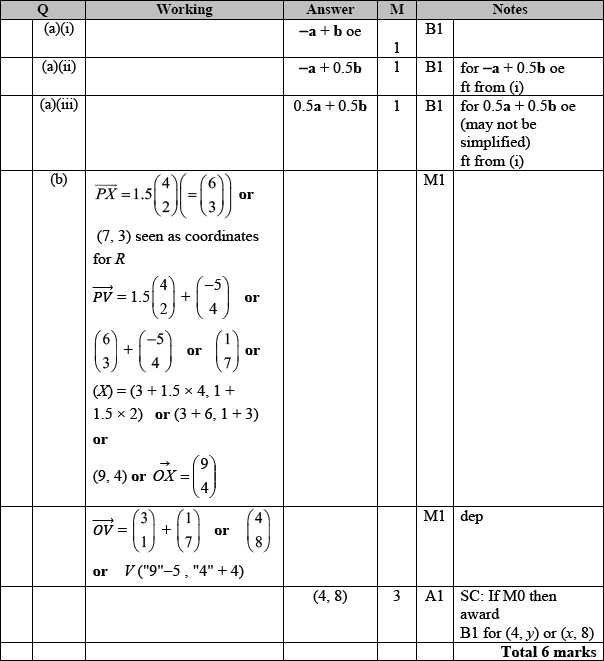 Q Working Answer M Notes
(a)(i) −a + b oe 1 B1
(a)(ii) −a + 0.5b 1 B1 for −a + 0.5b oe
ft from (i)
(a)(iii) 0.5a + 0.5b 1 B1 for 0.5a + 0.5b oe
(may not be
simplified)
ft from (i)
(b) M1
PX→ = 1.5(4 2)(=(6 3)) or
(7, 3) seen as coordinates
for R
PV→ = 1.5(4 2) + (−5 4) or
(6 3) + (−5 4) or (1 7) or
(X) = (3 + 1.5 × 4, 1 +
1.5 × 2) or (3 + 6, 1 + 3)
or
(9, 4) or OX→ = (9 4)
OV→ = (3 1) + (1 7) or (4 8) M1 dep
or V ("9"–5 , "4" + 4)
(4, 8) 3 A1 SC: If M0 then
award
B1 for (4, y) or (x, 8)
Total 6 marks